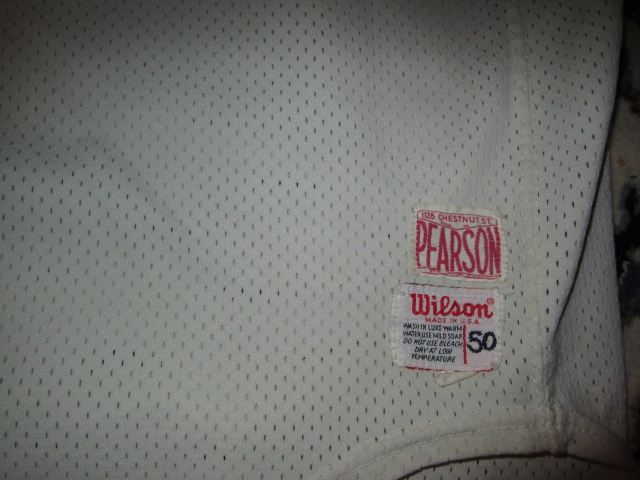 1128 CHESTNUT ST.
PEARSON
Wilson®
MADE IN U.S.A.
WASH IN LUKE WARM
WATER USE MILD SOAP
DO NOT USE BLEACH
DRY AT LOW
TEMPERATURE
50